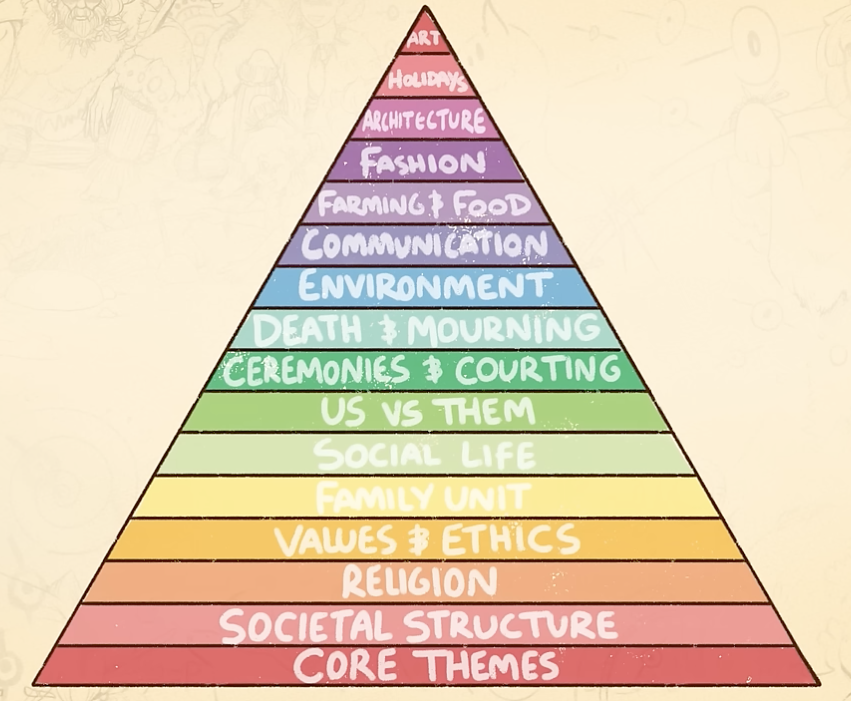 ART
HOLIDAYS
ARCHITECTURE
FASHION
FARMING & FOOD
COMMUNICATION
ENVIRONMENT
DEATH & MOURNING
CEREMONIES & COURTING
US VS THEM
SOCIAL LIFE
FAMILY UNIT
VALUES & ETHICS
RELIGION
SOCIETAL STRUCTURE
CORE THEMES